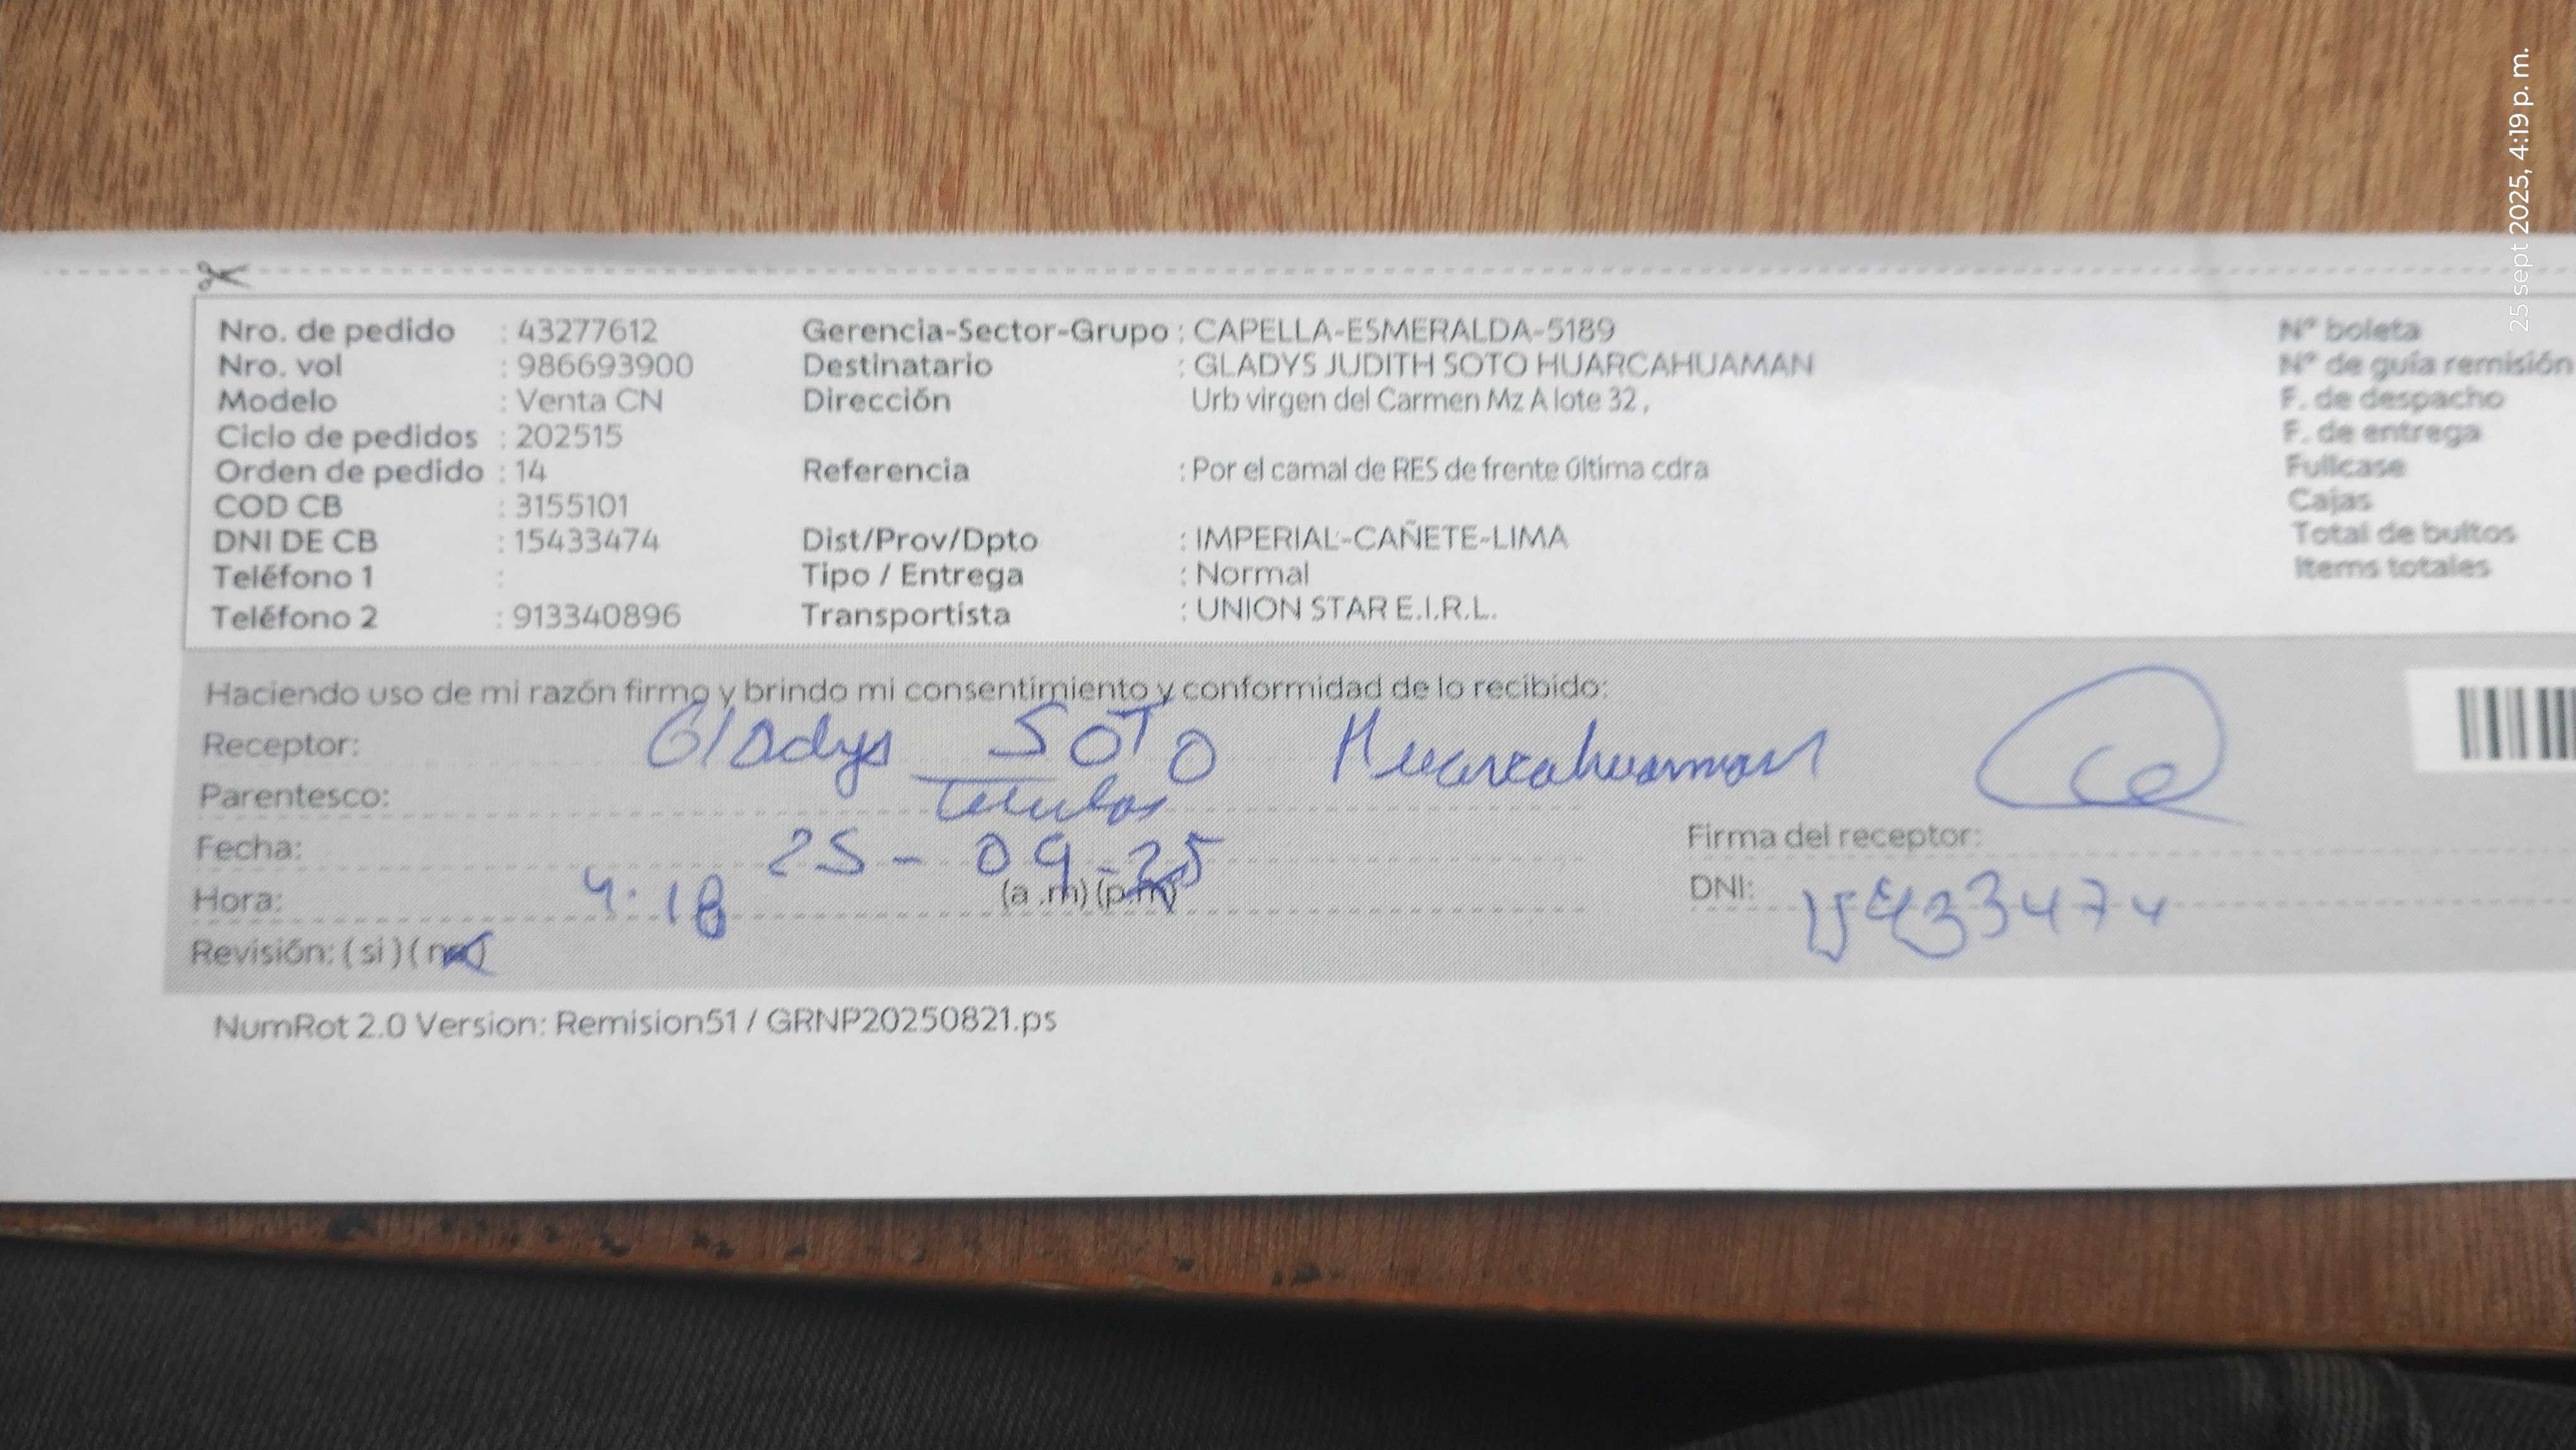 Nro. de pedido : 43277612 Gerencia-Sector-Grupo : CAPELLA-ESMERALDA-5189 N° boleta
Nro. vol : 986693900 Destinatario : GLADYS JUDITH SOTO HUARCAHUAMAN N° de guía remisión
Modelo : Venta CN Dirección Urb virgen del Carmen Mz A lote 32 , F. de despacho
Ciclo de pedidos : 202515 F. de entrega
Orden de pedido : 14 Referencia : Por el camal de RES de frente última cdra Fullcase
COD CB : 3155101 Cajas
DNI DE CB : 15433474 Dist/Prov/Dpto : IMPERIAL-CAÑETE-LIMA Total de bultos
Teléfono 1 : Tipo / Entrega : Normal Items totales
Teléfono 2 : 913340896 Transportista : UNION STAR E.I.R.L.
Haciendo uso de mi razón firmo y brindo mi consentimiento y conformidad de lo recibido:
Receptor: Gladys SOTO Huarcahuaman
Parentesco:
Fecha: 25 - 09 - 25 Firma del receptor:
Hora: 4:18 (a .m) (p.m) DNI: 15433474
Revisión: ( si ) ( no )
NumRot 2.0 Version: Remision51 / GRNP20250821.ps
25 sept 2025, 4:19 p. m.